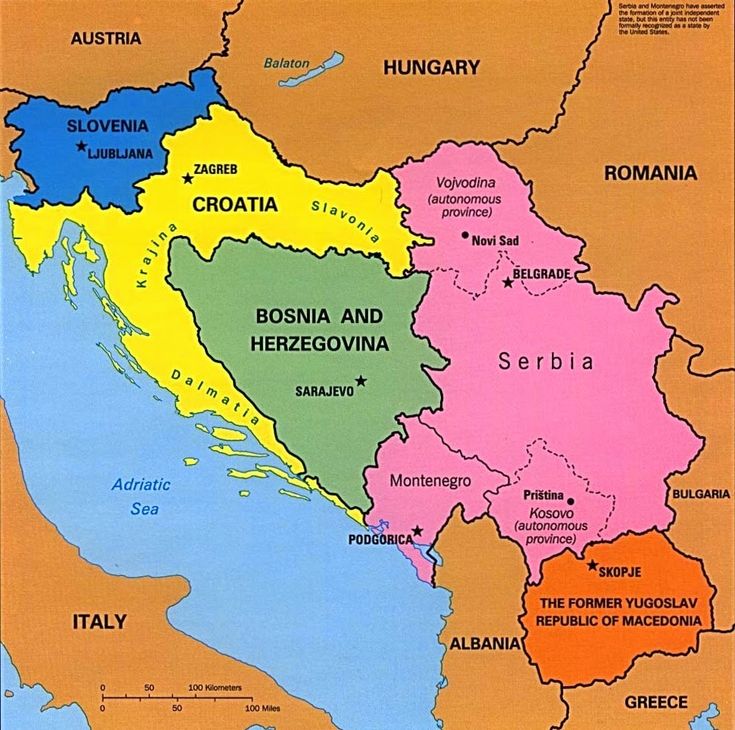 Serbia and Montenegro have asserted
the formation of a joint independent
state, but this entity has not been
formally recognized as a state by
the United States.
AUSTRIA
Balaton
HUNGARY
SLOVENIA
LJUBLJANA
ZAGREB
CROATIA
Slavonia
Krajina
Vojvodina
(autonomous
province)
Novi Sad
ROMANIA
BELGRADE
BOSNIA AND
HERZEGOVINA
SARAJEVO
Serbia
Dalmatia
Adriatic
Sea
Montenegro
PODGORICA
Priština
Kosovo
(autonomous
province)
BULGARIA
SKOPJE
THE FORMER YUGOSLAV
REPUBLIC OF MACEDONIA
ITALY
ALBANIA
GREECE
0 50 100 Kilometers
0 50 100 Miles